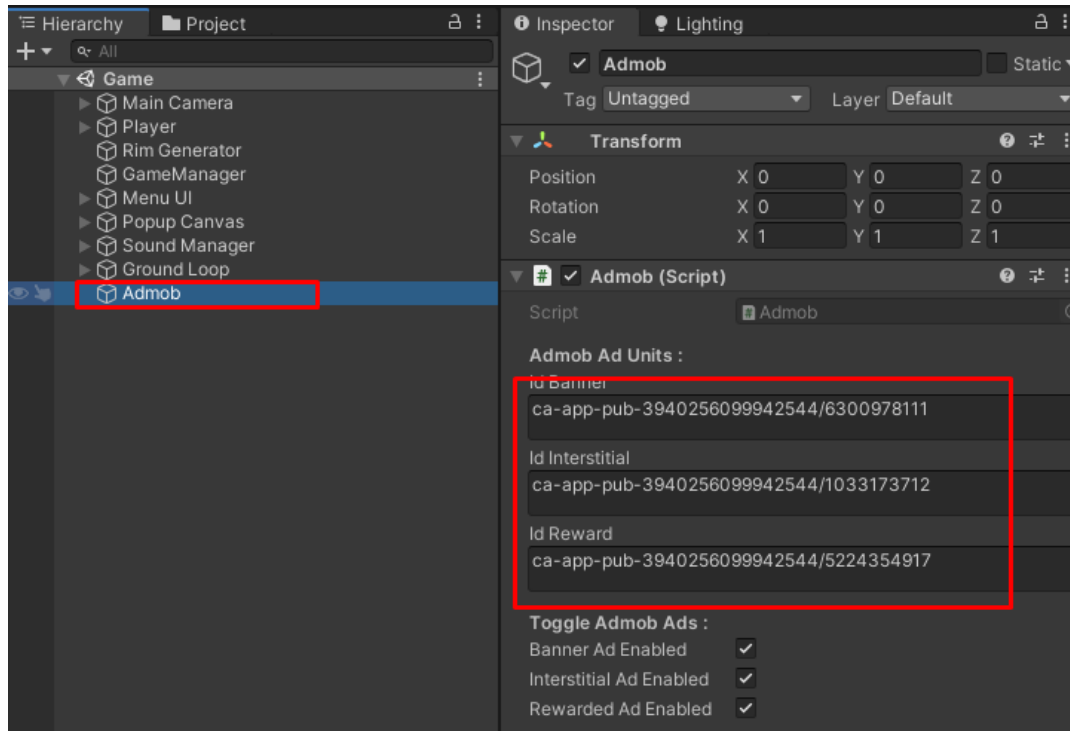 Hierarchy
Project
Inspector
Lighting
All
Admob
Static
Tag Untagged
Layer Default
Game
Main Camera
Player
Rim Generator
GameManager
Menu UI
Popup Canvas
Sound Manager
Ground Loop
Admob
Transform
Position X 0 Y 0 Z 0
Rotation X 0 Y 0 Z 0
Scale X 1 Y 1 Z 1
# Admob (Script)
Script # Admob
Admob Ad Units :
Id Banner
ca-app-pub-3940256099942544/6300978111
Id Interstitial
ca-app-pub-3940256099942544/1033173712
Id Reward
ca-app-pub-3940256099942544/5224354917
Toggle Admob Ads :
Banner Ad Enabled
Interstitial Ad Enabled
Rewarded Ad Enabled